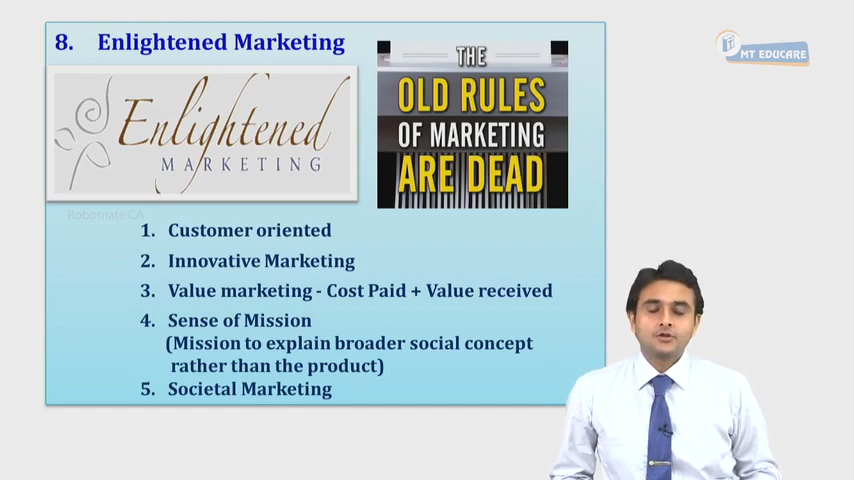 8. Enlightened Marketing
MT EDUCARE
Enlightened
MARKETING
THE
OLD RULES
OF MARKETING
ARE DEAD
Robomate CA
1. Customer oriented
2. Innovative Marketing
3. Value marketing - Cost Paid + Value received
4. Sense of Mission
(Mission to explain broader social concept
rather than the product)
5. Societal Marketing